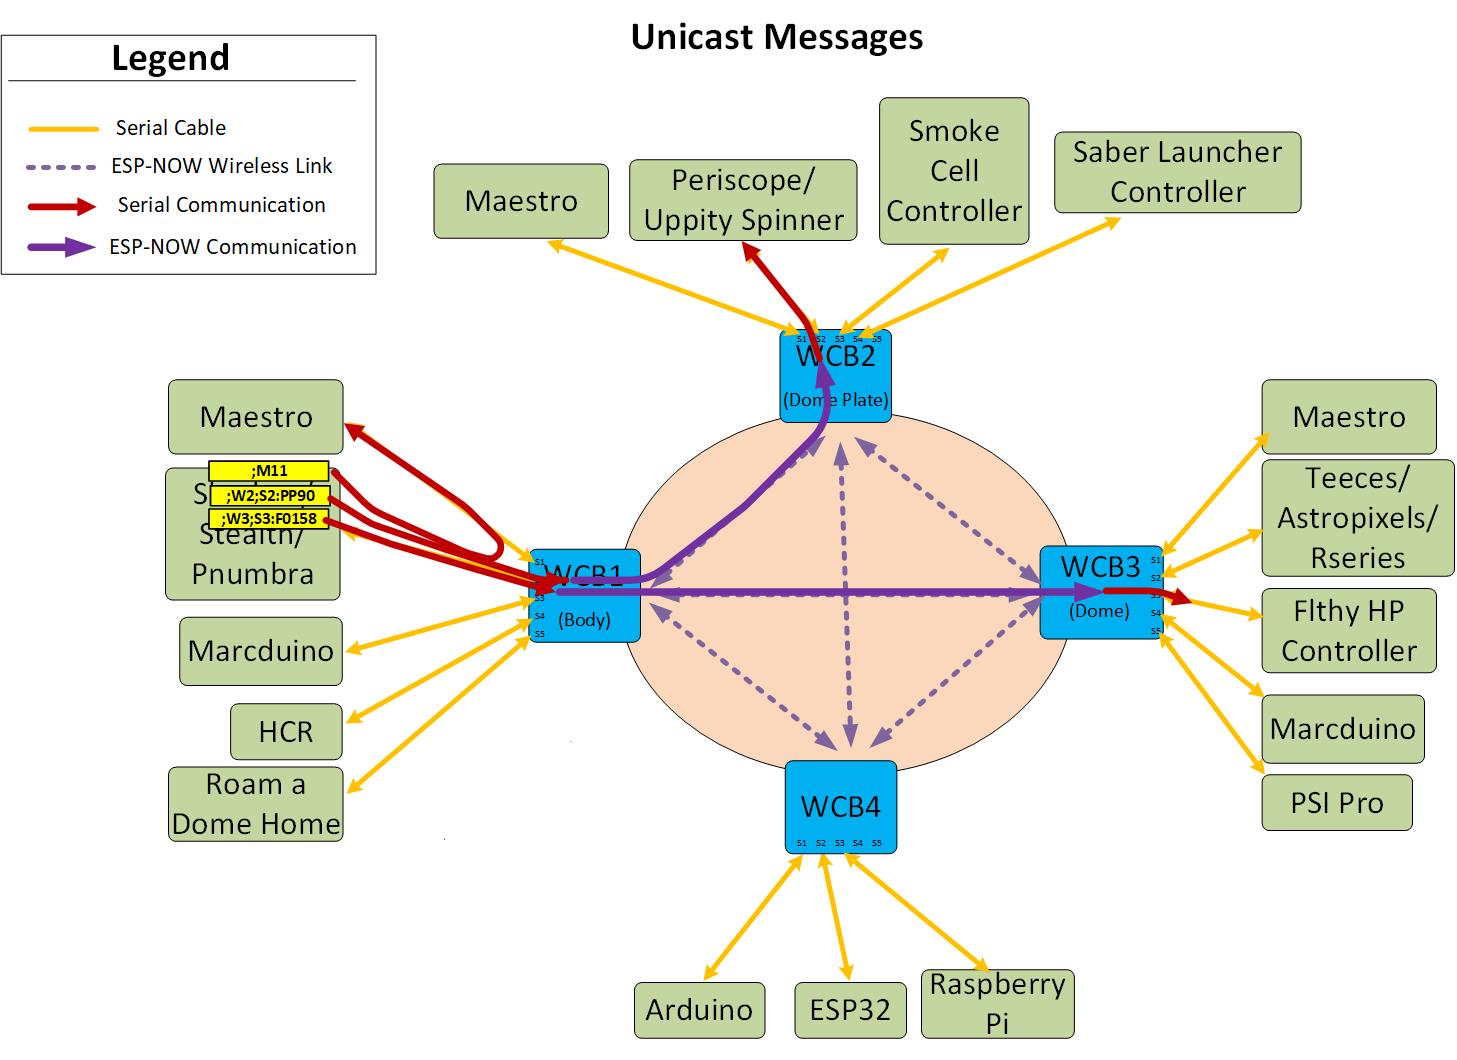 Unicast Messages
Legend
Serial Cable
ESP-NOW Wireless Link
Serial Communication
ESP-NOW Communication
Maestro
Periscope/
Uppity Spinner
Smoke
Cell
Controller
Saber Launcher
Controller
S1 S2 S3 S4 S5
WCB2
(Dome Plate)
Maestro
;M11
;W2;S2:PP90
;W3;S3:F0158
Stealth/
Pnumbra
Marcduino
HCR
Roam a
Dome Home
S1
WCB1
S3
(Body)
S4
S5
WCB3
(Dome)
S1
S2
S3
S4
S5
Maestro
Teeces/
Astropixels/
Rseries
Flthy HP
Controller
Marcduino
PSI Pro
WCB4
S1 S2 S3 S4 S5
Arduino
ESP32
Raspberry
Pi